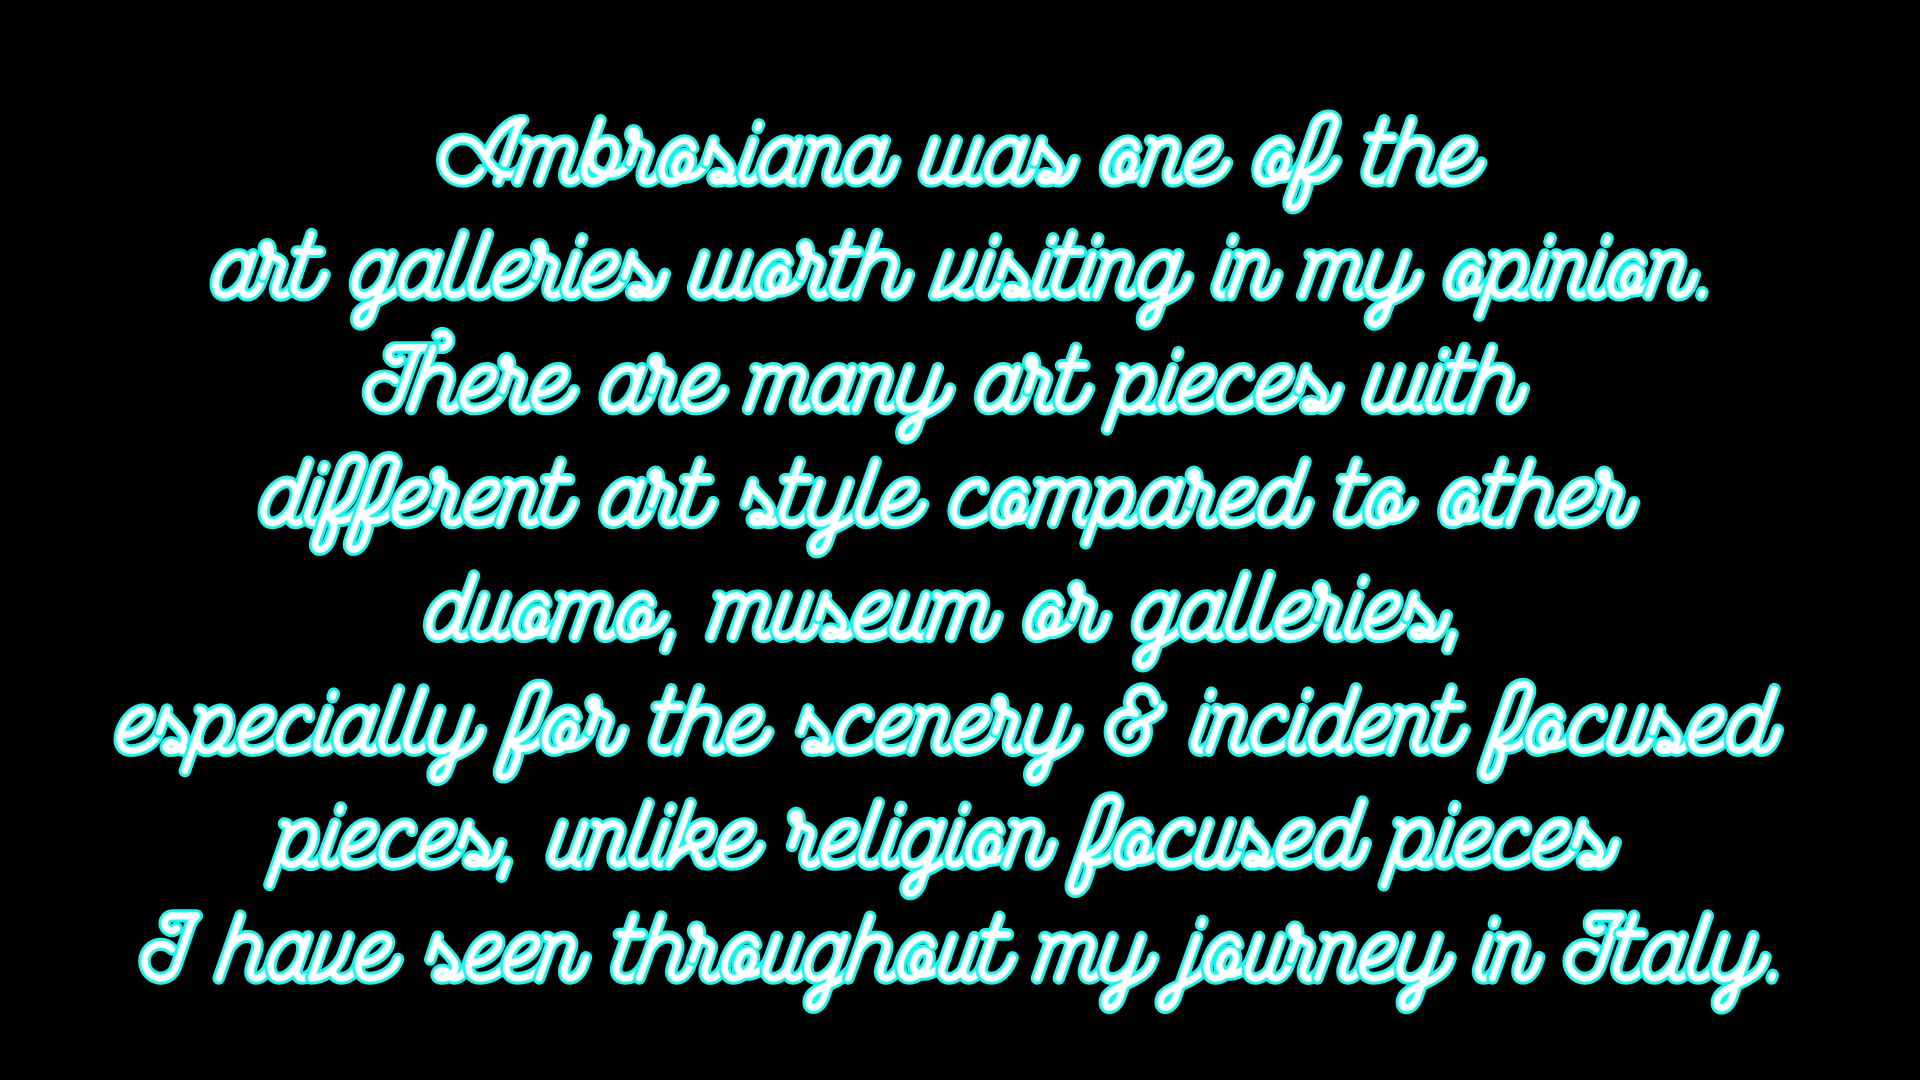 Ambrosiana was one of the
art galleries worth visiting in my opinion.
There are many art pieces with
different art style compared to other
duomo, museum or galleries,
especially for the scenery & incident focused
pieces, unlike religion focused pieces
I have seen throughout my journey in Italy.